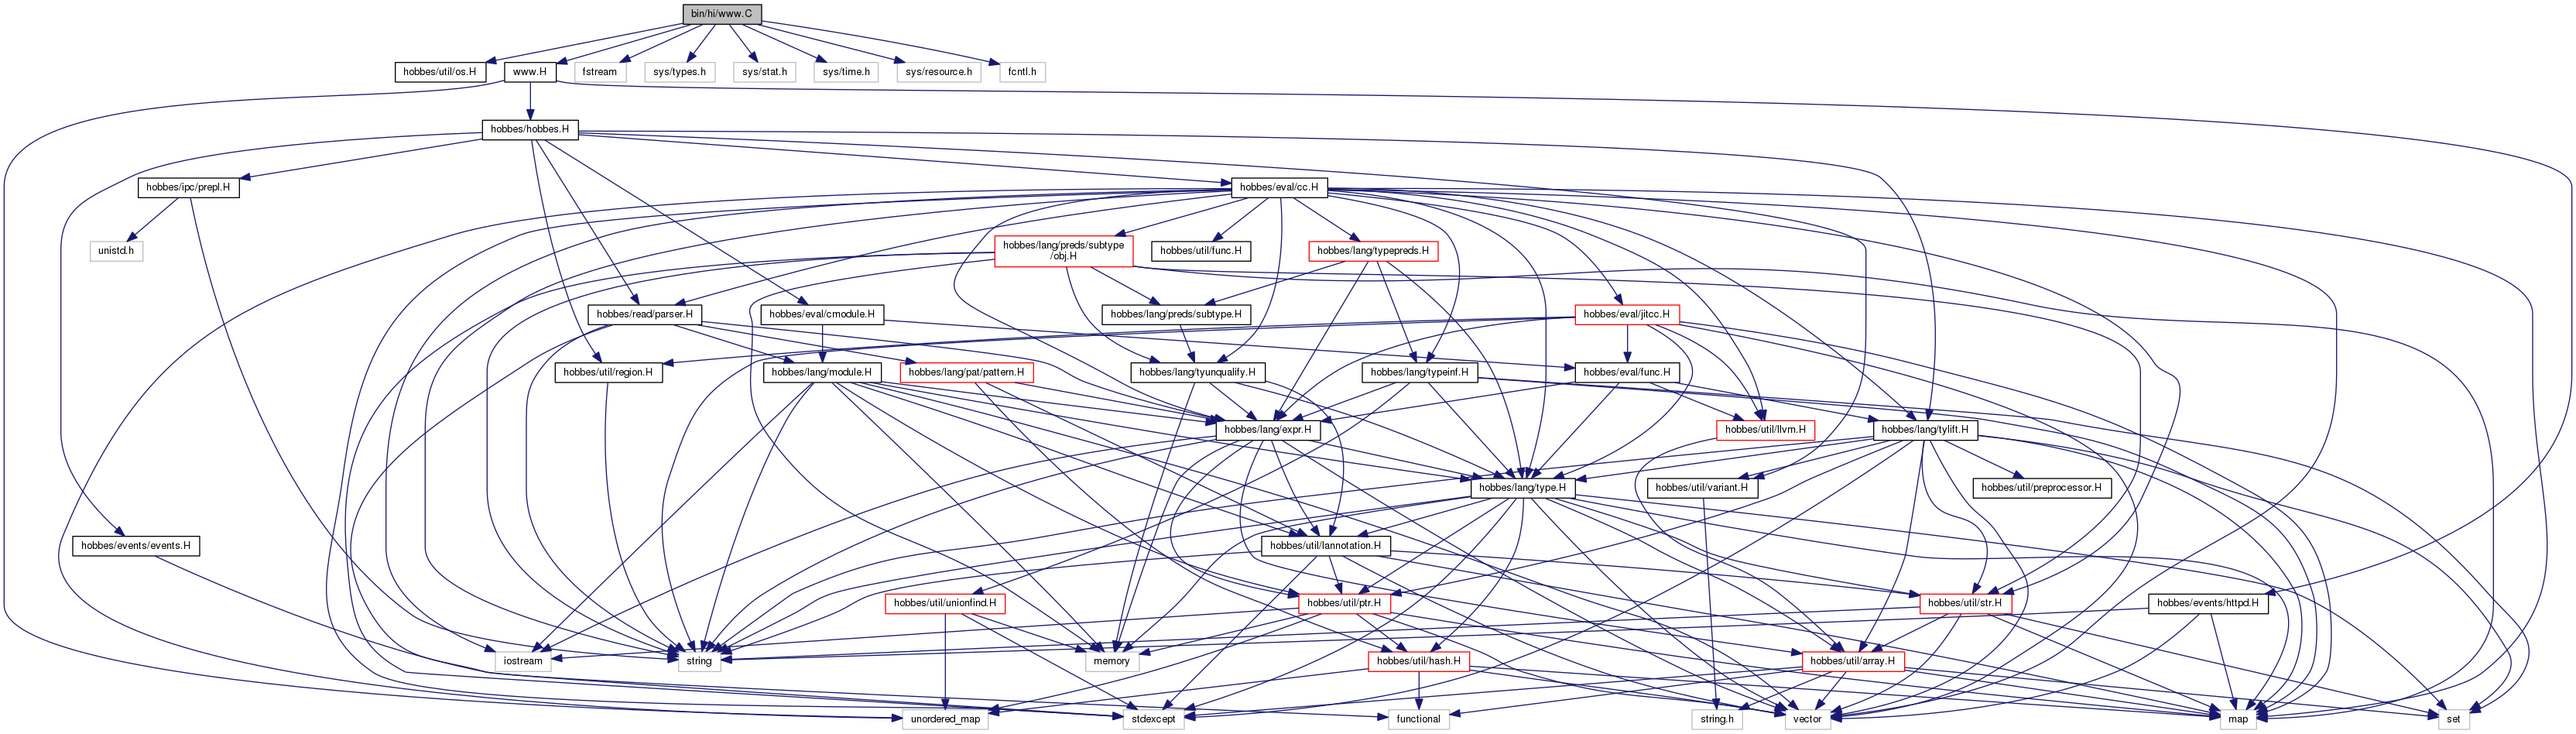 bin/hi/www.C
hobbes/util/os.H
www.H
fstream
sys/types.h
sys/stat.h
sys/time.h
sys/resource.h
fcntl.h
hobbes/hobbes.H
hobbes/ipc/prepl.H
hobbes/eval/cc.H
unistd.h
hobbes/lang/preds/subtype
/obj.H
hobbes/util/func.H
hobbes/lang/typepreds.H
hobbes/read/parser.H
hobbes/eval/cmodule.H
hobbes/lang/preds/subtype.H
hobbes/eval/jitcc.H
hobbes/util/region.H
hobbes/lang/module.H
hobbes/lang/pat/pattern.H
hobbes/lang/tyunqualify.H
hobbes/lang/typeinf.H
hobbes/eval/func.H
hobbes/lang/expr.H
hobbes/util/llvm.H
hobbes/lang/tylift.H
hobbes/lang/type.H
hobbes/util/variant.H
hobbes/util/preprocessor.H
hobbes/events/events.H
hobbes/util/lannotation.H
hobbes/util/unionfind.H
hobbes/util/ptr.H
hobbes/util/str.H
hobbes/events/httpd.H
iostream
string
memory
hobbes/util/hash.H
hobbes/util/array.H
unordered_map
stdexcept
functional
string.h
vector
map
set